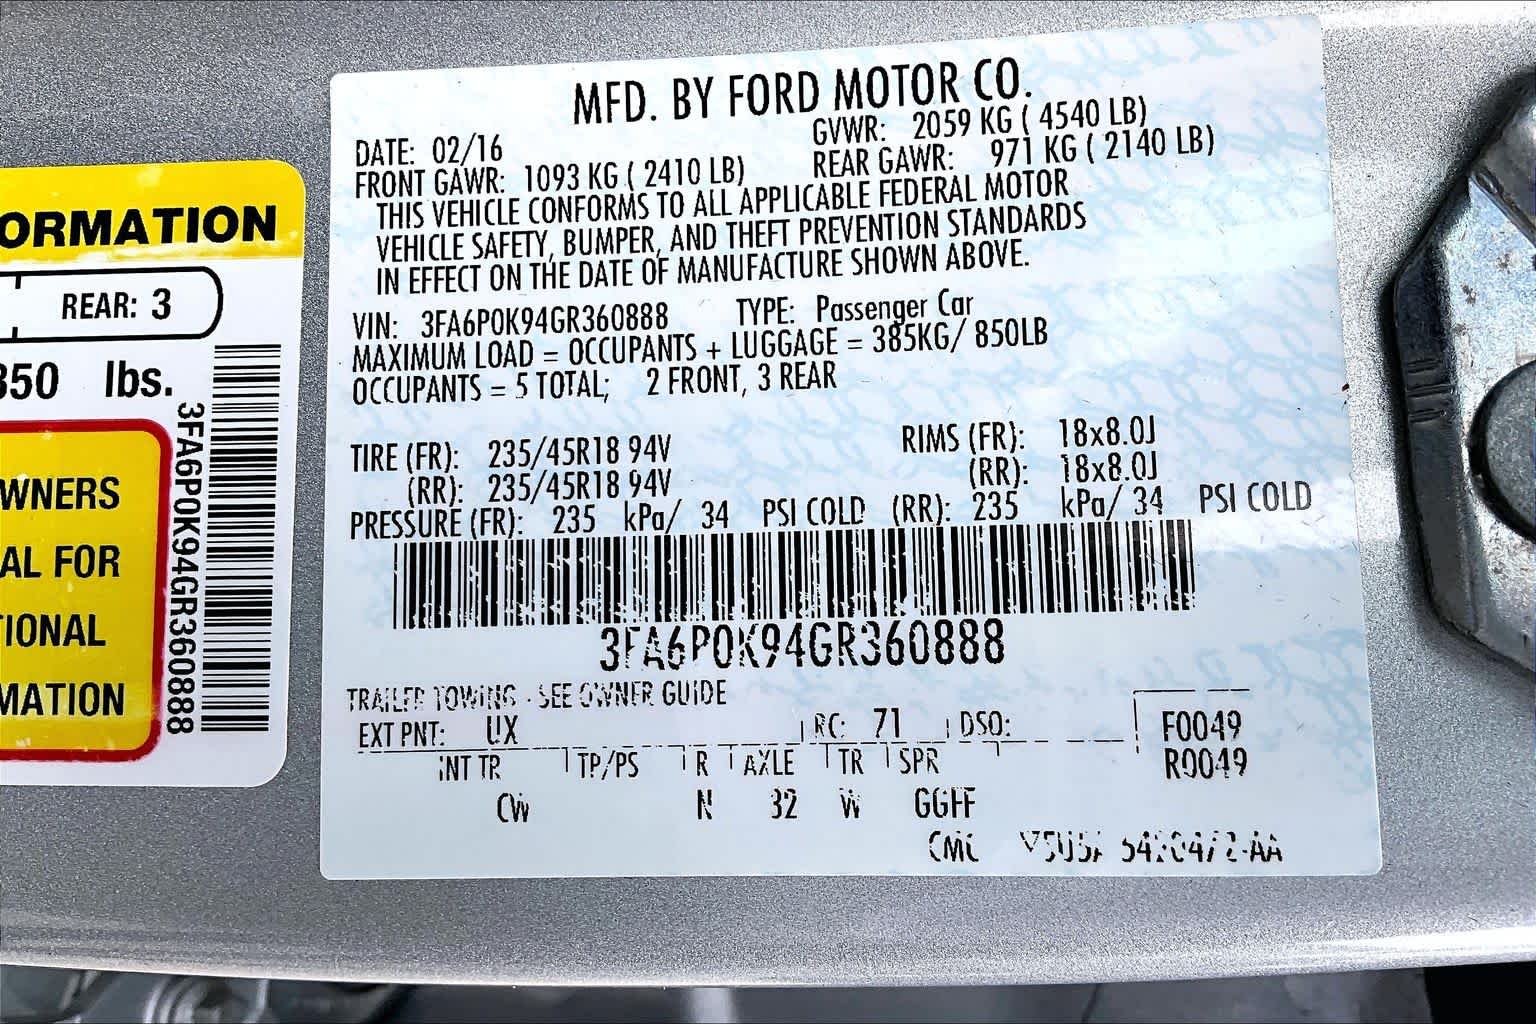 ORMATION
REAR: 3
850 lbs.
WNERS
AL FOR
TIONAL
MATION
3FA6P0K94GR360888
MFD. BY FORD MOTOR CO.
DATE: 02/16 GVWR: 2059 KG ( 4540 LB)
FRONT GAWR: 1093 KG ( 2410 LB) REAR GAWR: 971 KG ( 2140 LB)
THIS VEHICLE CONFORMS TO ALL APPLICABLE FEDERAL MOTOR
VEHICLE SAFETY, BUMPER, AND THEFT PREVENTION STANDARDS
IN EFFECT ON THE DATE OF MANUFACTURE SHOWN ABOVE.
VIN: 3FA6P0K94GR360888 TYPE: Passenger Car
MAXIMUM LOAD = OCCUPANTS + LUGGAGE = 385KG/ 850LB
OCCUPANTS = 5 TOTAL; 2 FRONT, 3 REAR
TIRE (FR): 235/45R18 94V RIMS (FR): 18x8.0J
(RR): 235/45R18 94V (RR): 18x8.0J
PRESSURE (FR): 235 kPa/ 34 PSI COLD (RR): 235 kPa/ 34 PSI COLD
3FA6P0K94GR360888
TRAILER TOWING - SEE OWNER GUIDE
EXT PNT: UX RC: 71 DSO: F0049
INT TR TP/PS R AXLE TR SPR R0049
CW N 32 W GGFF
CMC